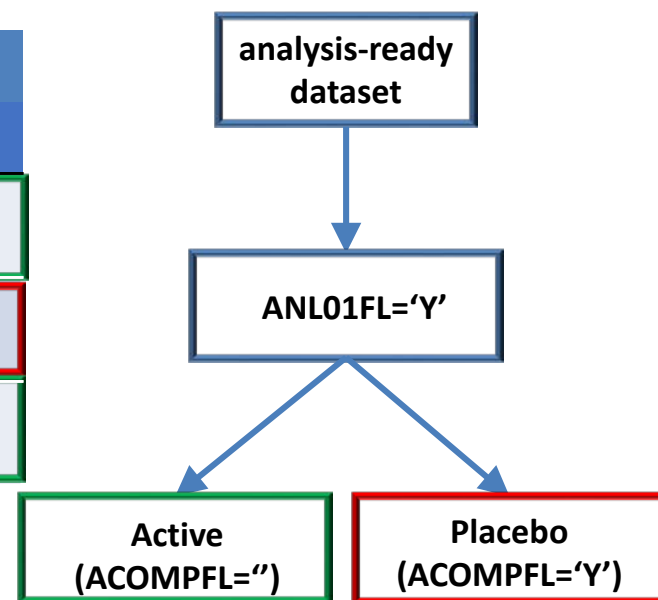 analysis-ready
dataset
ANL01FL=‘Y’
Active
(ACOMPFL=‘’)
Placebo
(ACOMPFL=‘Y’)